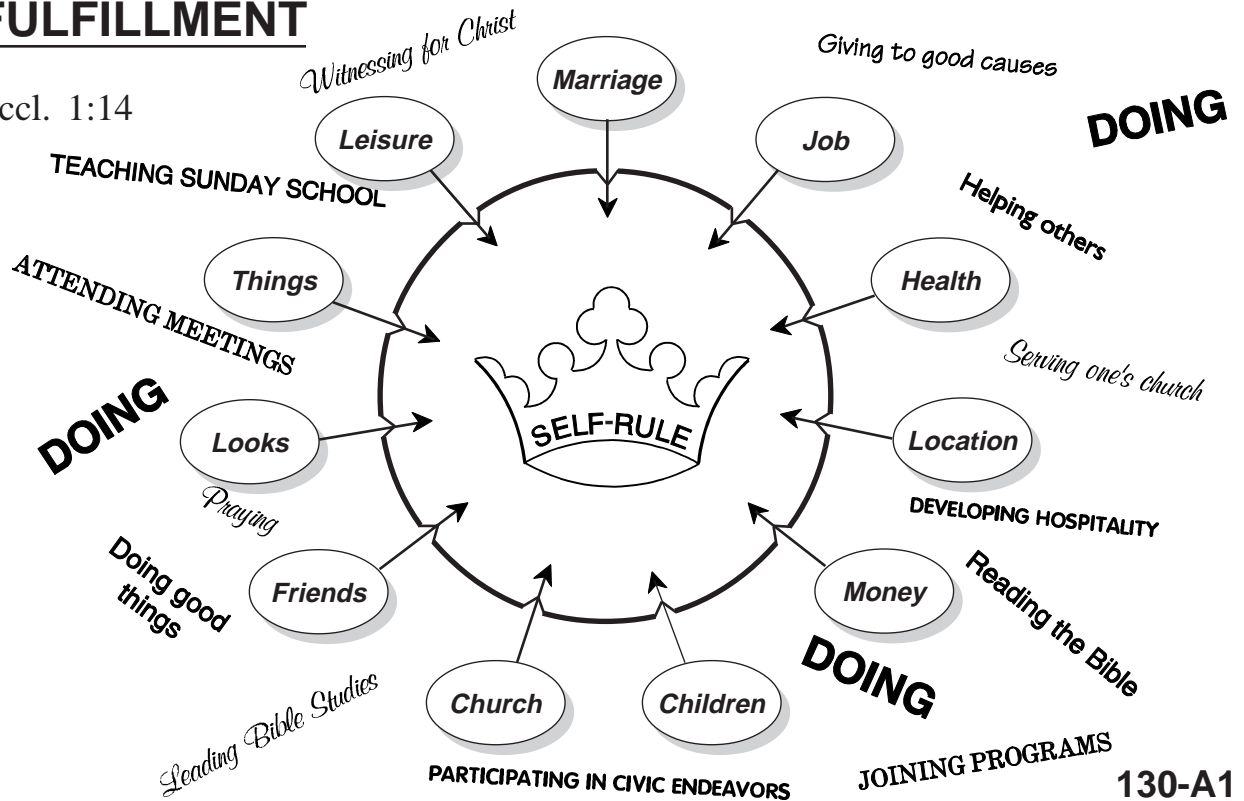 FULFILLMENT
ccl. 1:14
Witnessing for Christ
Giving to good causes
Marriage
Leisure
Job
DOING
TEACHING SUNDAY SCHOOL
Helping others
Things
Health
ATTENDING MEETINGS
Serving one's church
SELF-RULE
DOING
Looks
Location
Praying
DEVELOPING HOSPITALITY
Doing good
things
Friends
Money
Reading the Bible
DOING
Church
Children
Leading Bible Studies
JOINING PROGRAMS
PARTICIPATING IN CIVIC ENDEAVORS
130-A1